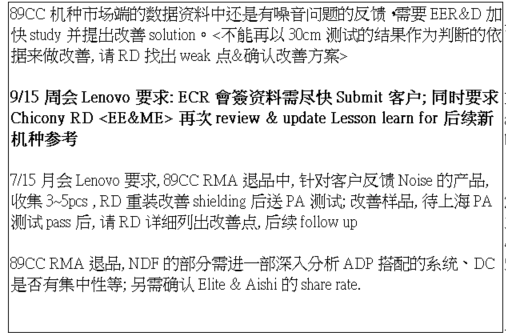 89CC 机种市场端的数据资料中还是有噪音问题的反馈,需要 EER&D 加
快 study 并提出改善 solution。<不能再以 30cm 测试的结果作为判断的依
据来做改善, 请 RD 找出 weak 点&确认改善方案>
9/15 周会 Lenovo 要求: ECR 會签资料需尽快 Submit 客户; 同时要求
Chicony RD <EE&ME> 再次 review & update Lesson learn for 后续新
机种参考
7/15 月会 Lenovo 要求, 89CC RMA 退品中, 针对客户反馈 Noise 的产品,
收集 3~5pcs , RD 重装改善 shielding 后送 PA 测试; 改善样品, 待上海 PA
测试 pass 后, 请 RD 详细列出改善点, 后续 follow up
89CC RMA 退品, NDF 的部分需进一部深入分析 ADP 搭配的系统、DC
是否有集中性等; 另需确认 Elite & Aishi 的 share rate.